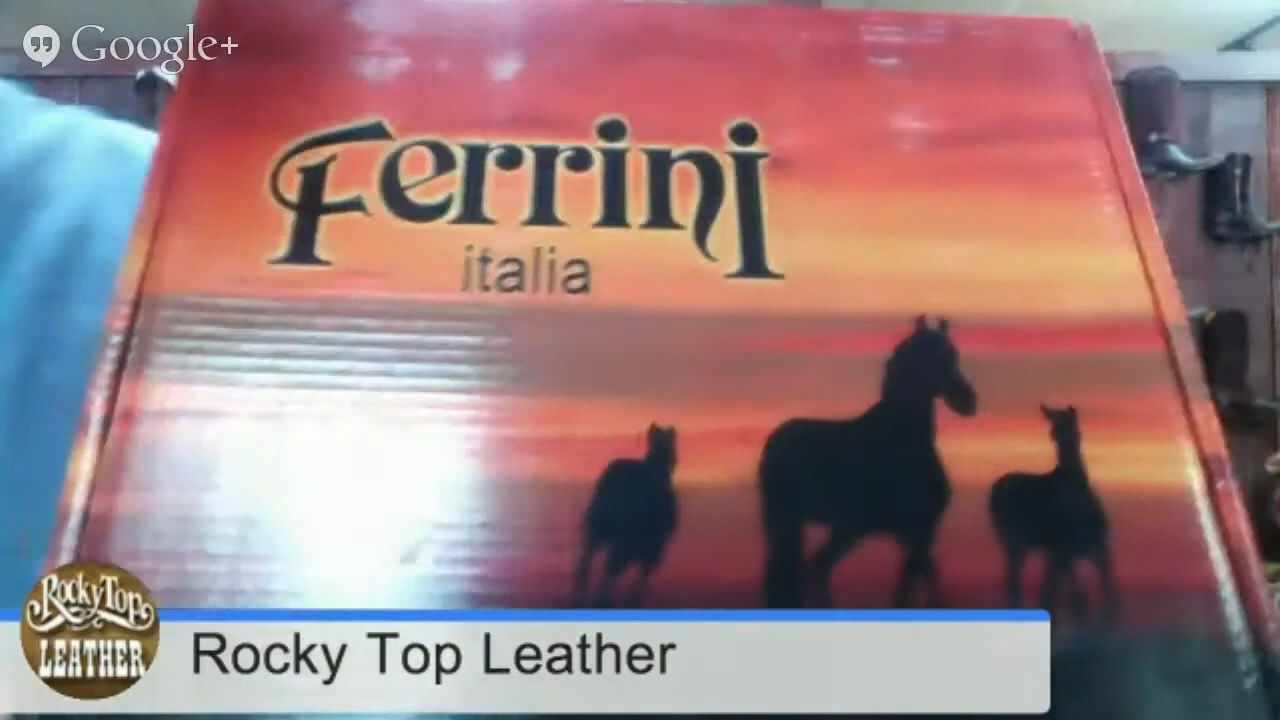 Google+
Ferrini
italia
Rocky Top
LEATHER
Rocky Top Leather